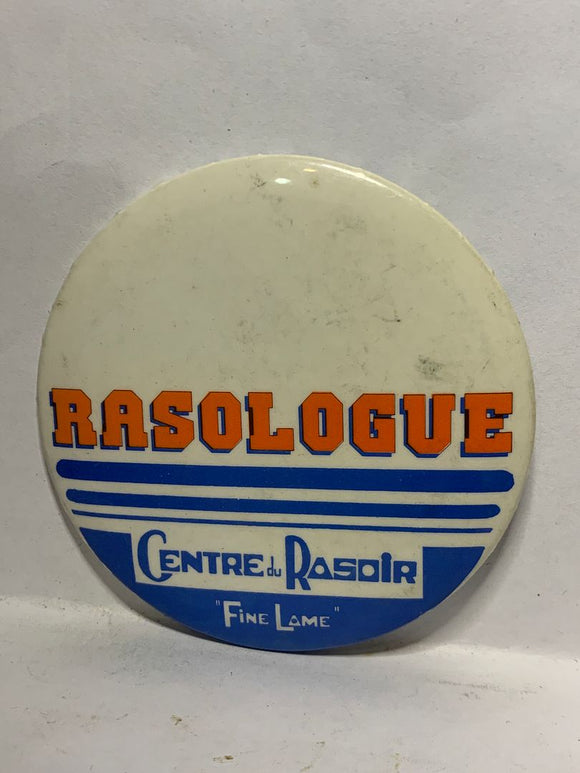 RASOLOGUE
CENTRE du RASOIR
"FINE LAME"